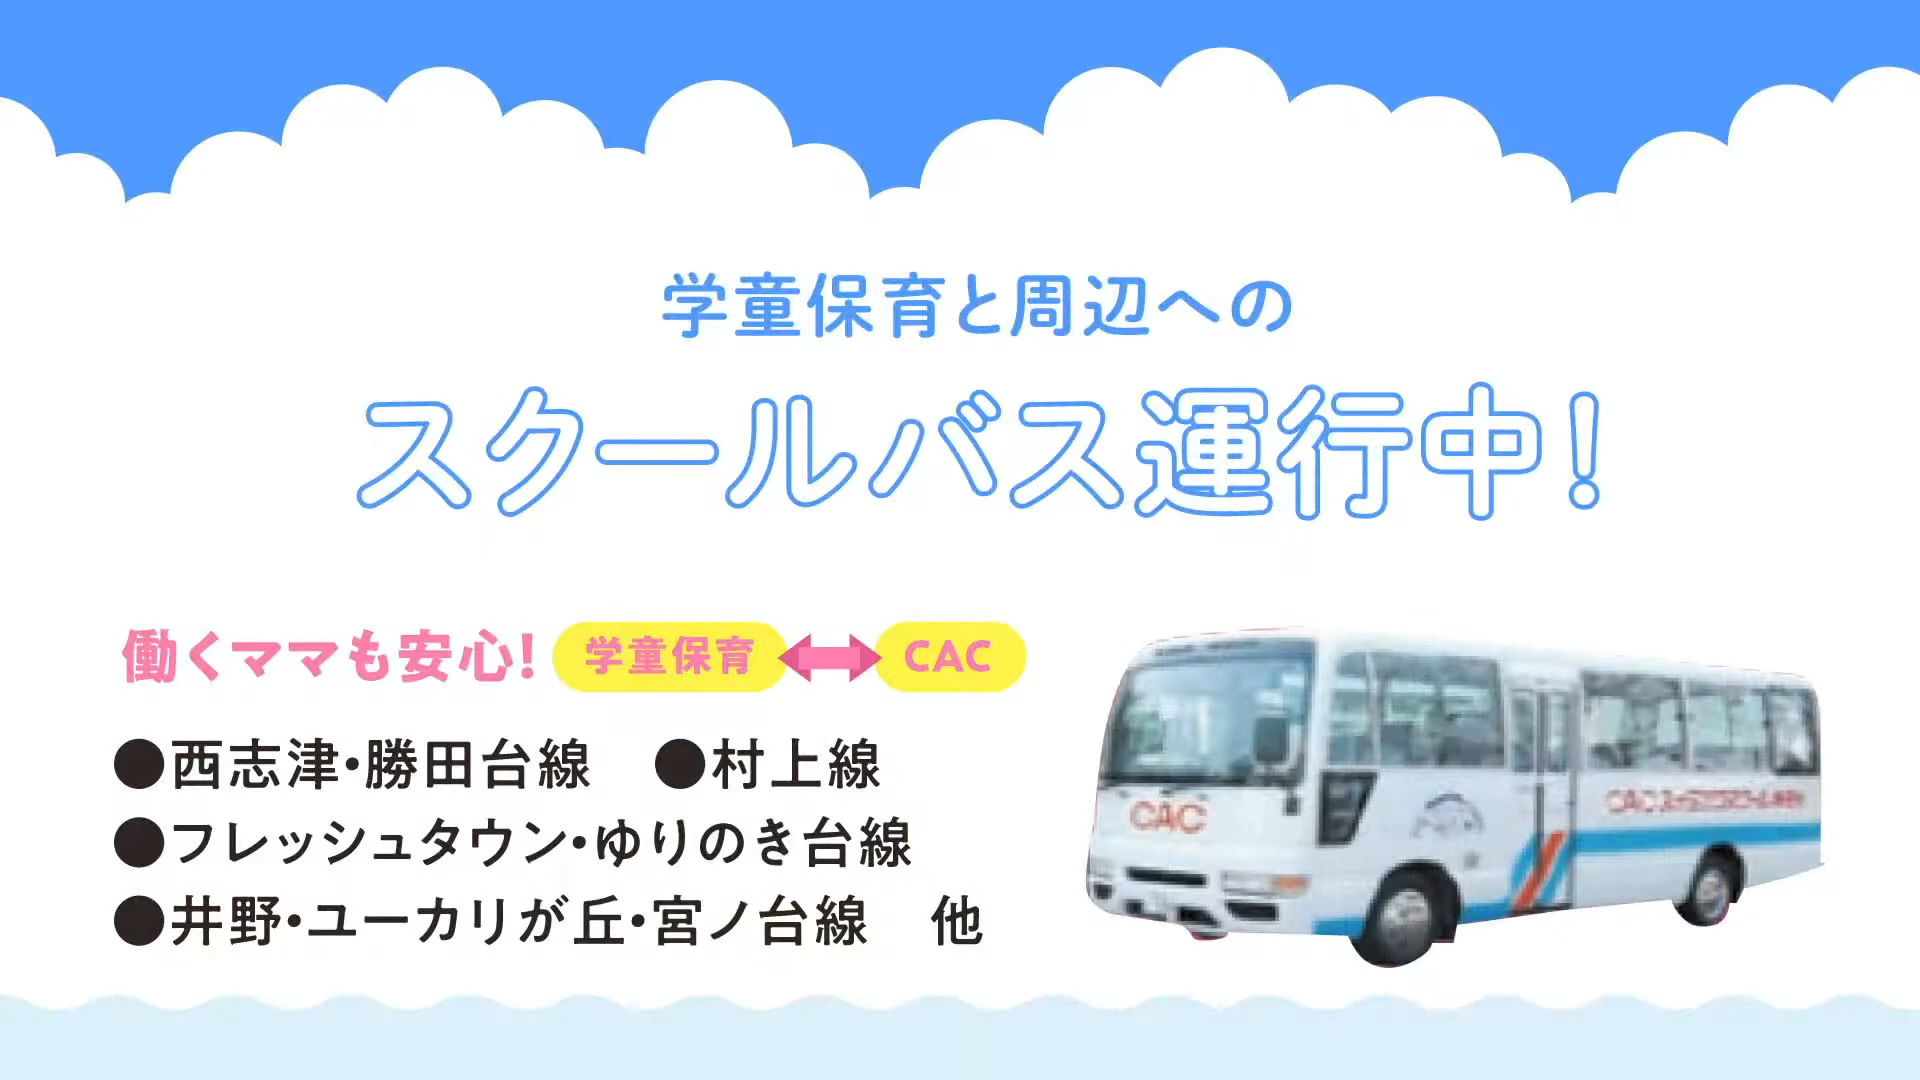 学童保育と周辺への
スクールバス運行中!
働くママも安心! 学童保育 CAC
●西志津・勝田台線 ●村上線
●フレッシュタウン・ゆりのき台線
●井野・ユーカリが丘・宮ノ台線 他
CAC
CAC